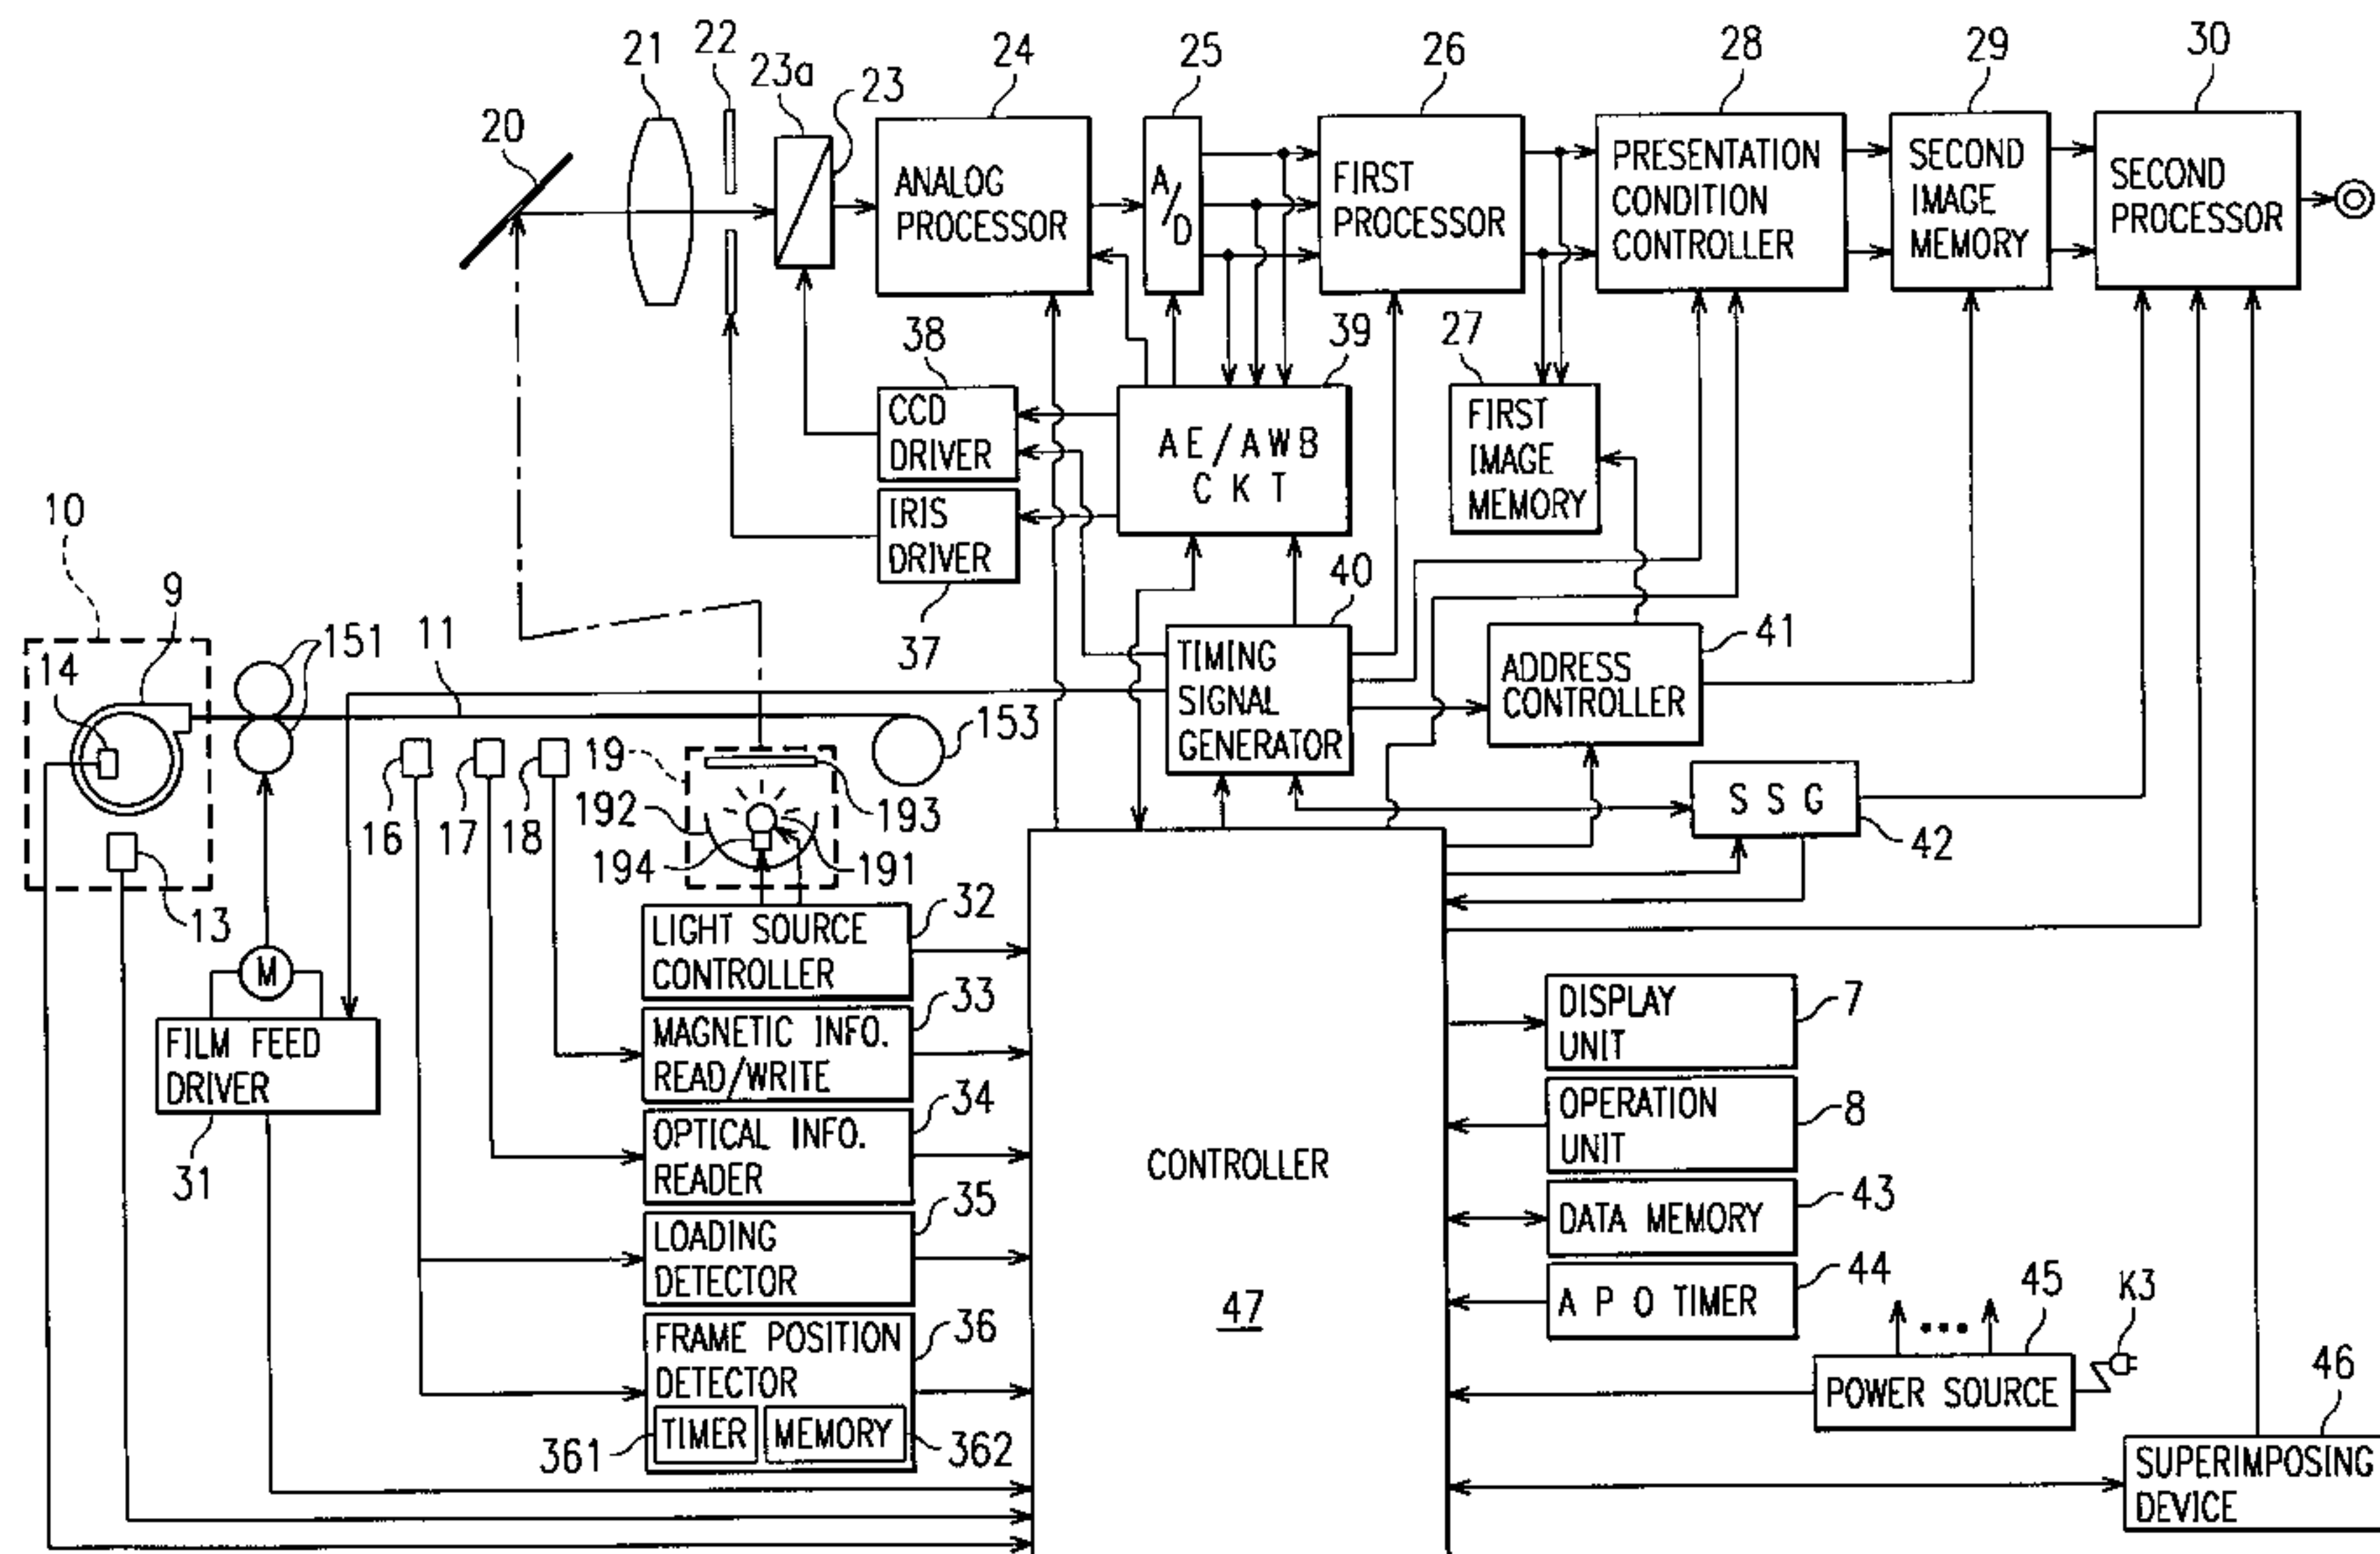 20
21
22
23a
23
24
25
26
28
29
30
ANALOG
PROCESSOR
A/D
FIRST
PROCESSOR
PRESENTATION
CONDITION
CONTROLLER
SECOND
IMAGE
MEMORY
SECOND
PROCESSOR
38
CCD
DRIVER
IRIS
DRIVER
37
39
AE/AWB
CKT
27
FIRST
IMAGE
MEMORY
10
9
14
151
11
13
16
17
18
19
192
194
193
191
153
40
TIMING
SIGNAL
GENERATOR
41
ADDRESS
CONTROLLER
SSG
42
M
FILM FEED
DRIVER
31
32
LIGHT SOURCE
CONTROLLER
33
MAGNETIC INFO.
READ/WRITE
34
OPTICAL INFO.
READER
35
LOADING
DETECTOR
36
FRAME POSITION
DETECTOR
361
TIMER
MEMORY
362
CONTROLLER
47
DISPLAY
UNIT
7
OPERATION
UNIT
8
DATA MEMORY
43
APO TIMER
44
45
K3
POWER SOURCE
46
SUPERIMPOSING
DEVICE